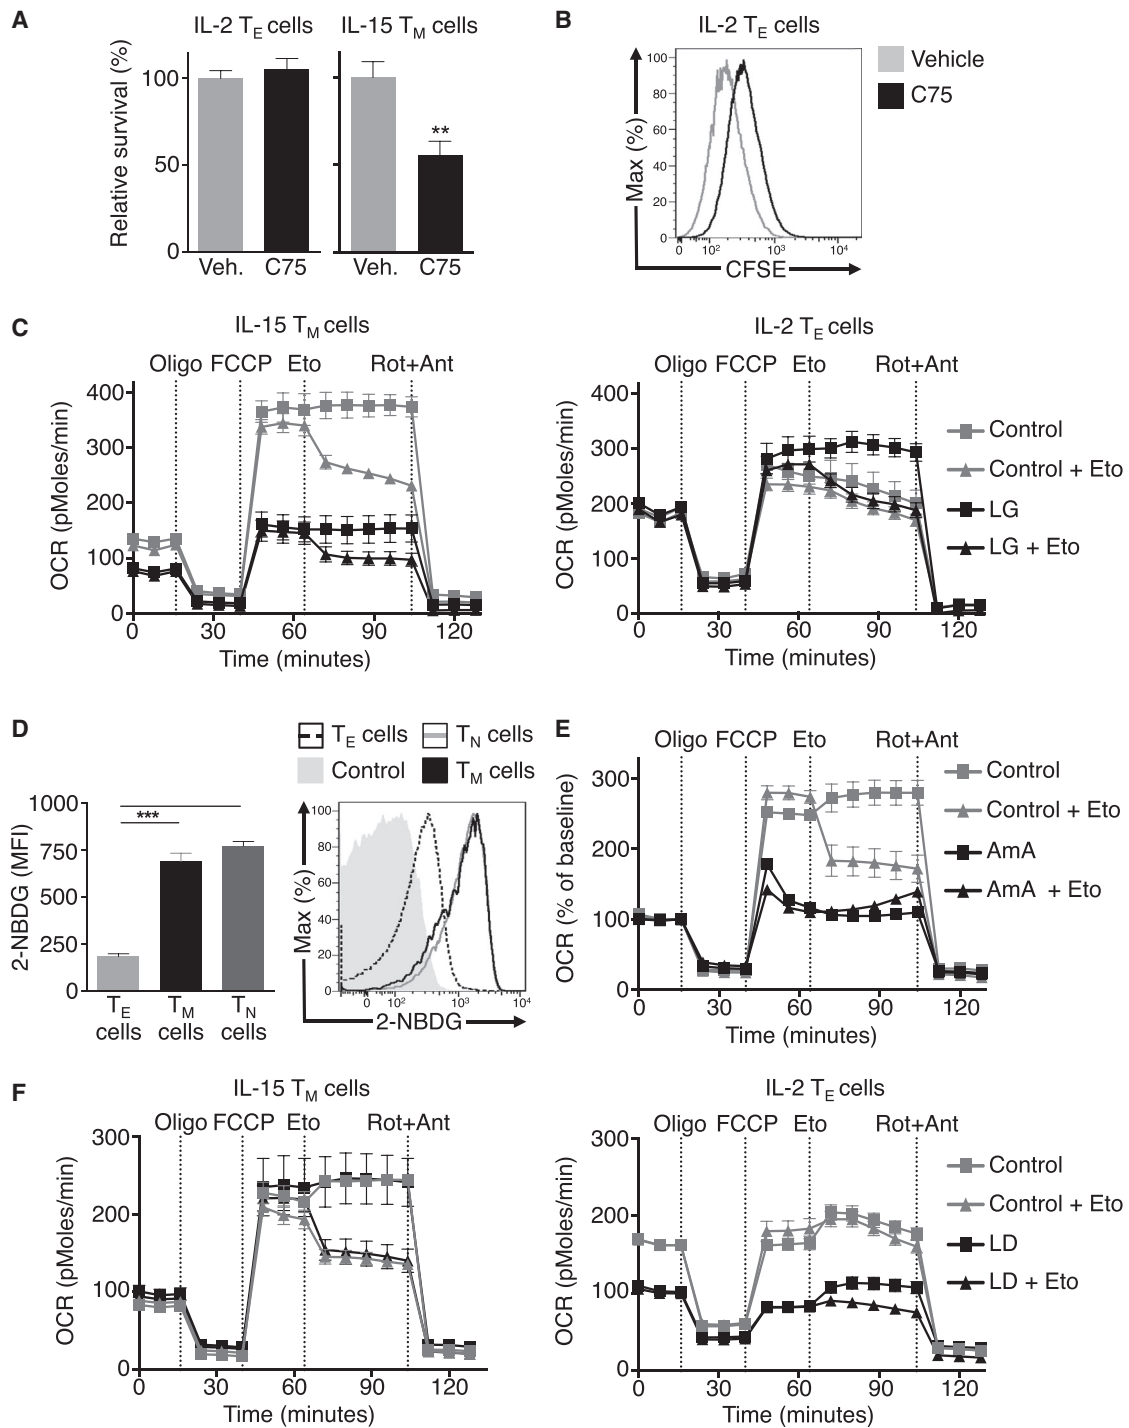 A
IL-2 TE cells
IL-15 TM cells
Relative survival (%)
100
50
0
**
Veh.
C75
Veh.
C75
B
IL-2 TE cells
Vehicle
C75
Max (%)
100
80
60
40
20
0
0
10²
10³
10⁴
CFSE
C
IL-15 TM cells
Oligo FCCP Eto Rot+Ant
OCR (pMoles/min)
400
300
200
100
0
0 30 60 90 120
Time (minutes)
IL-2 TE cells
Oligo FCCP Eto Rot+Ant
OCR (pMoles/min)
400
300
200
100
0
0 30 60 90 120
Time (minutes)
Control
Control + Eto
LG
LG + Eto
D
TE cells
TN cells
Control
TM cells
2-NBDG (MFI)
1000
750
500
250
0
***
TE cells
TM cells
TN cells
Max (%)
100
80
60
40
20
0
0
10²
10³
10⁴
2-NBDG
E
Oligo FCCP Eto Rot+Ant
OCR (% of baseline)
300
200
100
0
0 30 60 90 120
Time (minutes)
Control
Control + Eto
AmA
AmA + Eto
F
IL-15 TM cells
Oligo FCCP Eto Rot+Ant
OCR (pMoles/min)
300
200
100
0
0 30 60 90 120
Time (minutes)
IL-2 TE cells
Oligo FCCP Eto Rot+Ant
OCR (pMoles/min)
300
200
100
0
0 30 60 90 120
Time (minutes)
Control
Control + Eto
LD
LD + Eto